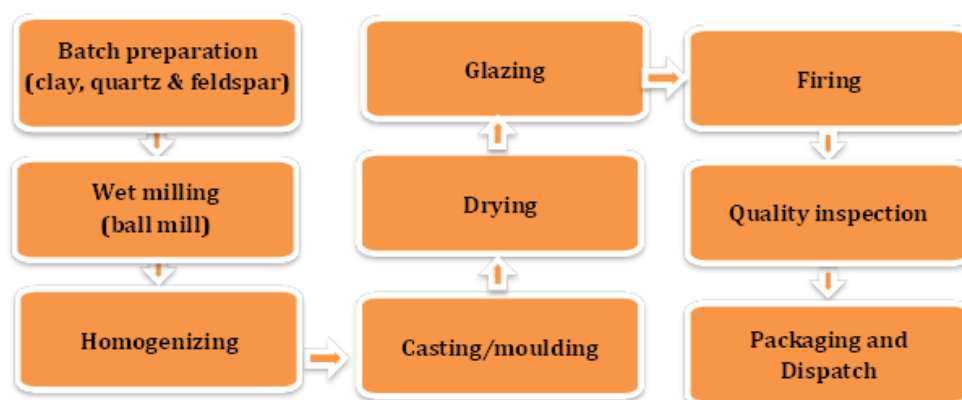 Batch preparation
(clay, quartz & feldspar)
Wet milling
(ball mill)
Homogenizing
Casting/moulding
Drying
Glazing
Firing
Quality inspection
Packaging and
Dispatch